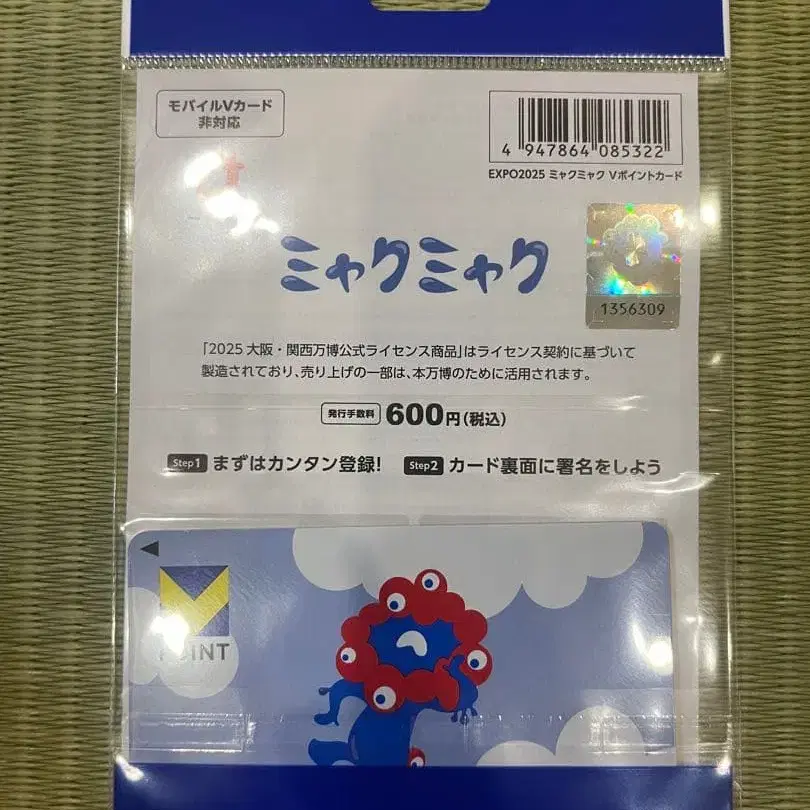 モバイルVカード
非対応
4 947864 085322
EXPO2025 ミャクミャク Vポイントカード
ミャクミャク
1356309
「2025 大阪・関西万博公式ライセンス商品」はライセンス契約に基づいて
製造されており、売り上げの一部は、本万博のために活用されます。
発行手数料 600円(税込)
Step1 まずはカンタン登録! Step2 カード裏面に署名をしよう
V
POINT